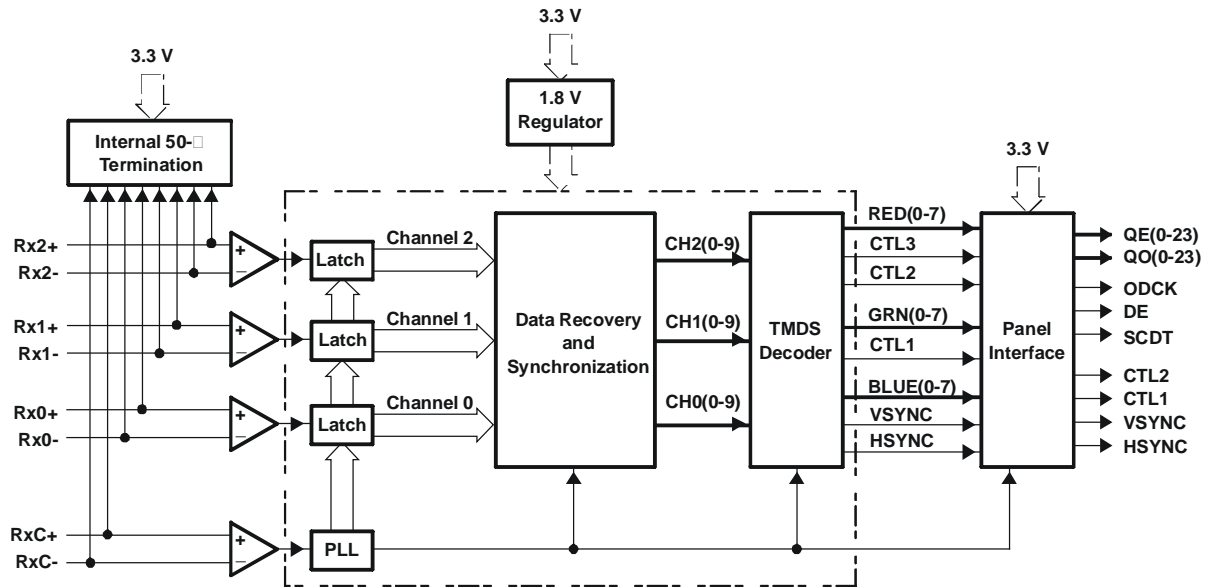 3.3 V
3.3 V
1.8 V
Regulator
Internal 50-□
Termination
3.3 V
Rx2+
Rx2-
Rx1+
Rx1-
Rx0+
Rx0-
RxC+
RxC-
+
−
+
−
+
−
+
−
Latch
Latch
Latch
PLL
Channel 2
Channel 1
Channel 0
Data Recovery
and
Synchronization
CH2(0-9)
CH1(0-9)
CH0(0-9)
TMDS
Decoder
RED(0-7)
CTL3
CTL2
GRN(0-7)
CTL1
BLUE(0-7)
VSYNC
HSYNC
Panel
Interface
QE(0-23)
QO(0-23)
ODCK
DE
SCDT
CTL2
CTL1
VSYNC
HSYNC